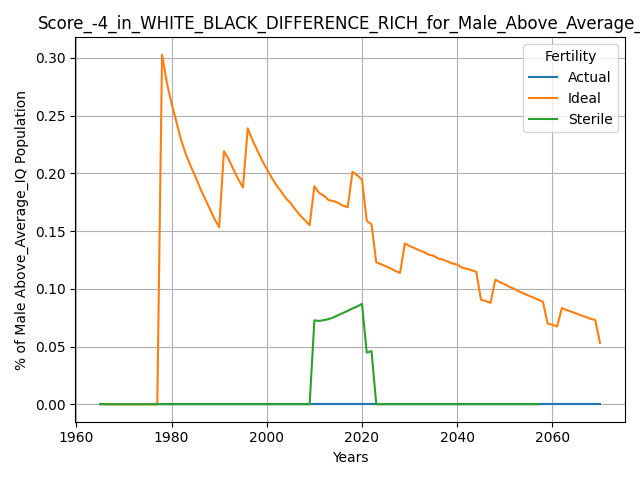 Score_-4_in_WHITE_BLACK_DIFFERENCE_RICH_for_Male_Above_Average_
Fertility
Actual
Ideal
Sterile
0.30
0.25
0.20
0.15
0.10
0.05
0.00
% of Male Above_Average_IQ Population
1960
1980
2000
2020
2040
2060
Years